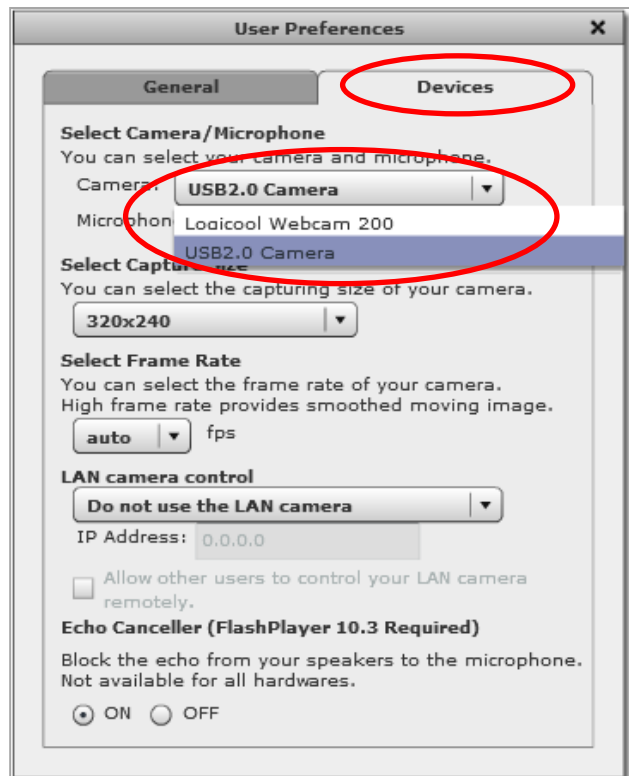 User Preferences X
General Devices
Select Camera/Microphone
You can select your camera and microphone.
Camera: USB2.0 Camera
Microphon
Logicool Webcam 200
USB2.0 Camera
Select Capture Size
You can select the capturing size of your camera.
320x240
Select Frame Rate
You can select the frame rate of your camera.
High frame rate provides smoothed moving image.
auto fps
LAN camera control
Do not use the LAN camera
IP Address: 0.0.0.0
Allow other users to control your LAN camera
remotely.
Echo Canceller (FlashPlayer 10.3 Required)
Block the echo from your speakers to the microphone.
Not available for all hardwares.
ON OFF